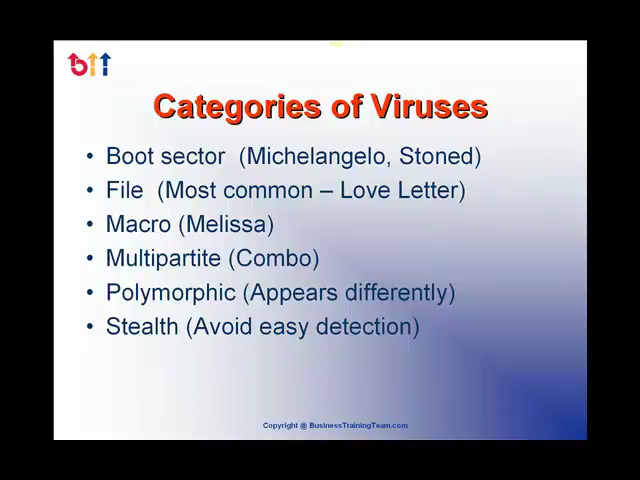 btt
Categories of Viruses
• Boot sector (Michelangelo, Stoned)
• File (Most common – Love Letter)
• Macro (Melissa)
• Multipartite (Combo)
• Polymorphic (Appears differently)
• Stealth (Avoid easy detection)
Copyright @ BusinessTrainingTeam.com